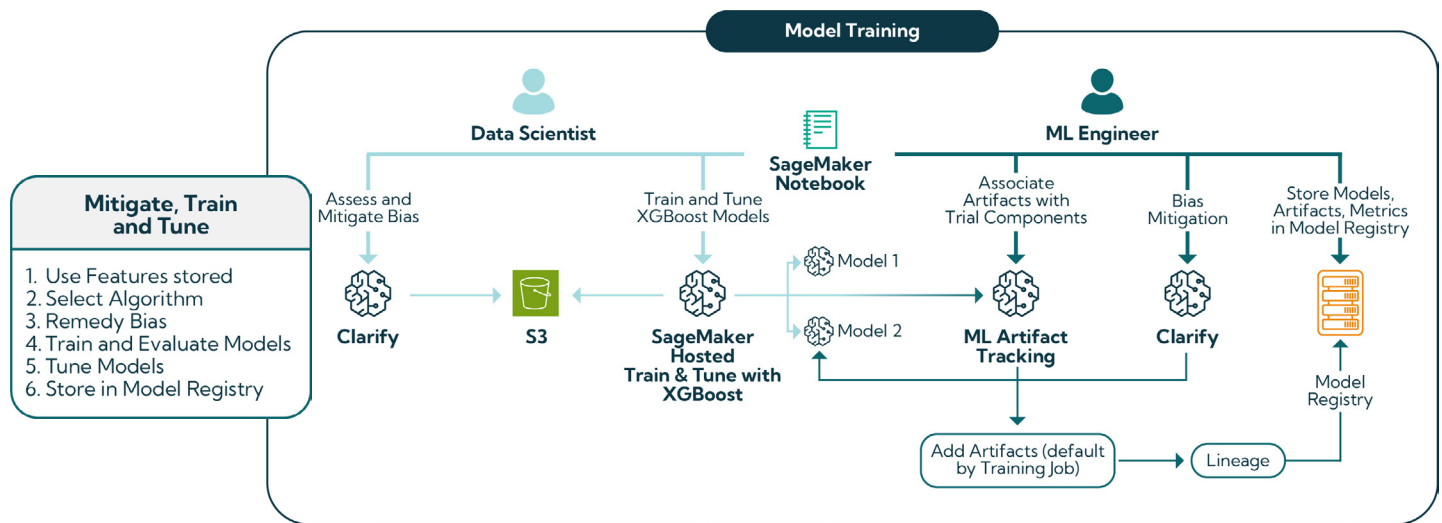 Model Training
Data Scientist
SageMaker
Notebook
ML Engineer
Mitigate, Train
and Tune
1. Use Features stored
2. Select Algorithm
3. Remedy Bias
4. Train and Evaluate Models
5. Tune Models
6. Store in Model Registry
Assess and
Mitigate Bias
Train and Tune
XGBoost Models
Associate
Artifacts with
Trial Components
Bias
Mitigation
Store Models,
Artifacts, Metrics
in Model Registry
Clarify
S3
SageMaker
Hosted
Train & Tune with
XGBoost
Model 1
Model 2
ML Artifact
Tracking
Clarify
Model
Registry
Add Artifacts (default
by Training Job)
Lineage